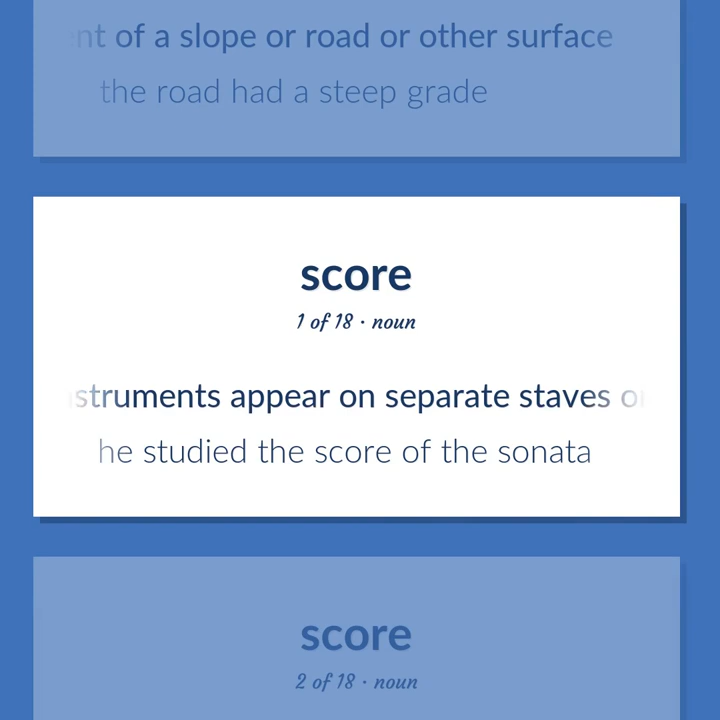 of a slope or road or other surface
the road had a steep grade
score
1 of 18 · noun
appear on separate staves
he studied the score of the sonata
score
2 of 18 · noun